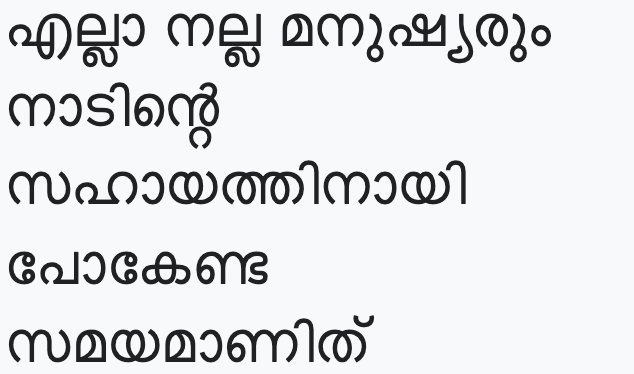 എല്ലാ നല്ല മനുഷ്യരും
നാടിന്റെ
സഹായത്തിനായി
പോകേണ്ട
സമയമാണിത്